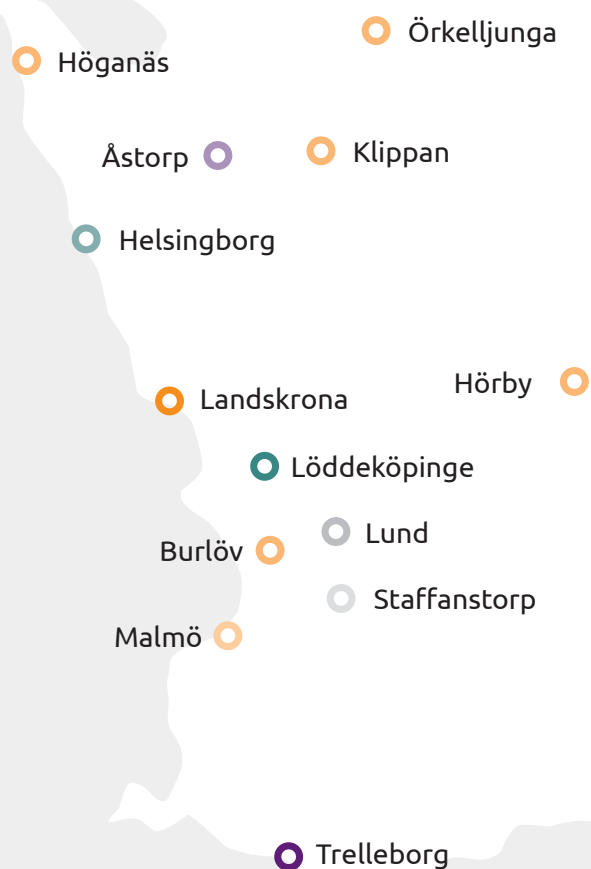 Örkelljunga
Höganäs
Åstorp
Klippan
Helsingborg
Hörby
Landskrona
Löddeköpinge
Lund
Burlöv
Staffanstorp
Malmö
Trelleborg